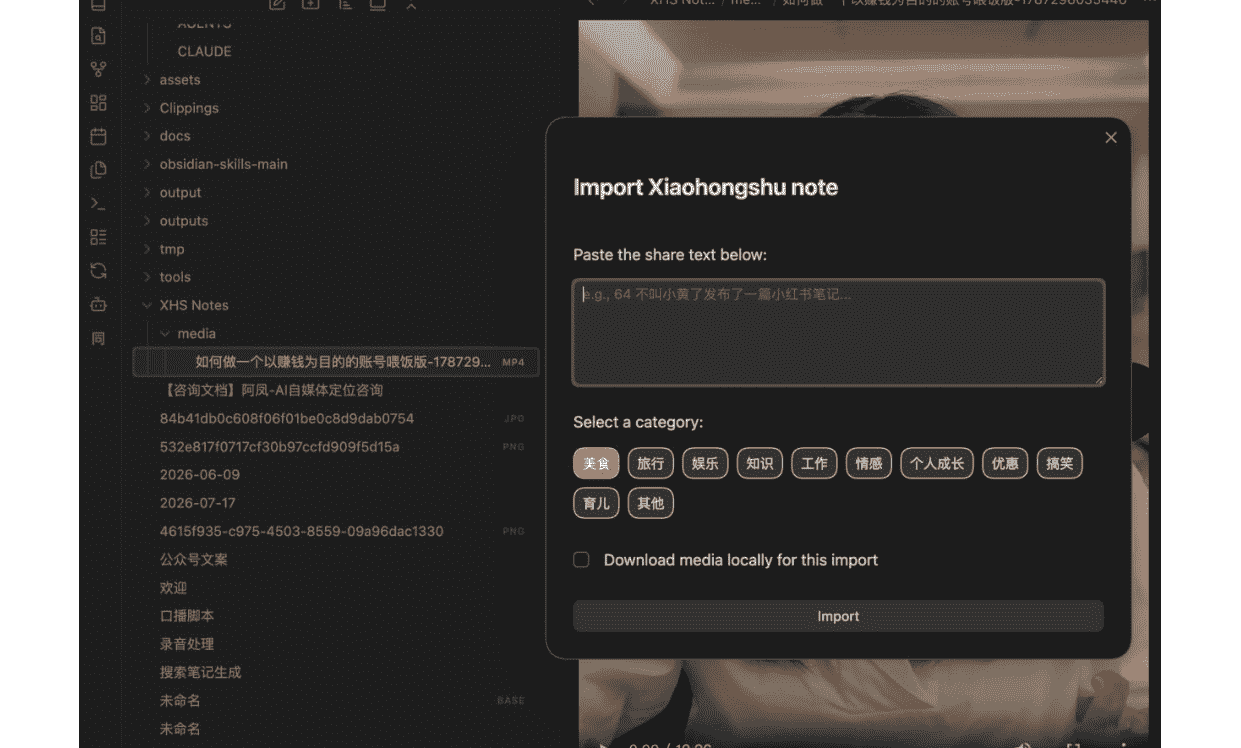 CLAUDE
assets
Clippings
docs
obsidian-skills-main
output
outputs
tmp
tools
XHS Notes
media
如何做一个以赚钱为目的的账号喂饭版-178729... MP4
【咨询文档】阿凤-AI自媒体定位咨询
84b41db0c608f06f01be0c8d9dab0754 JPG
532e817f0717cf30b97ccfd909f5d15a PNG
2026-06-09
2026-07-17
4615f935-c975-4503-8559-09a96dac1330 PNG
公众号文案
欢迎
口播脚本
录音处理
搜索笔记生成
未命名 BASE
未命名
Import Xiaohongshu note
Paste the share text below:
e.g., 64 不叫小黄了发布了一篇小红书笔记...
Select a category:
美食 旅行 娱乐 知识 工作 情感 个人成长 优惠 搞笑
育儿 其他
Download media locally for this import
Import